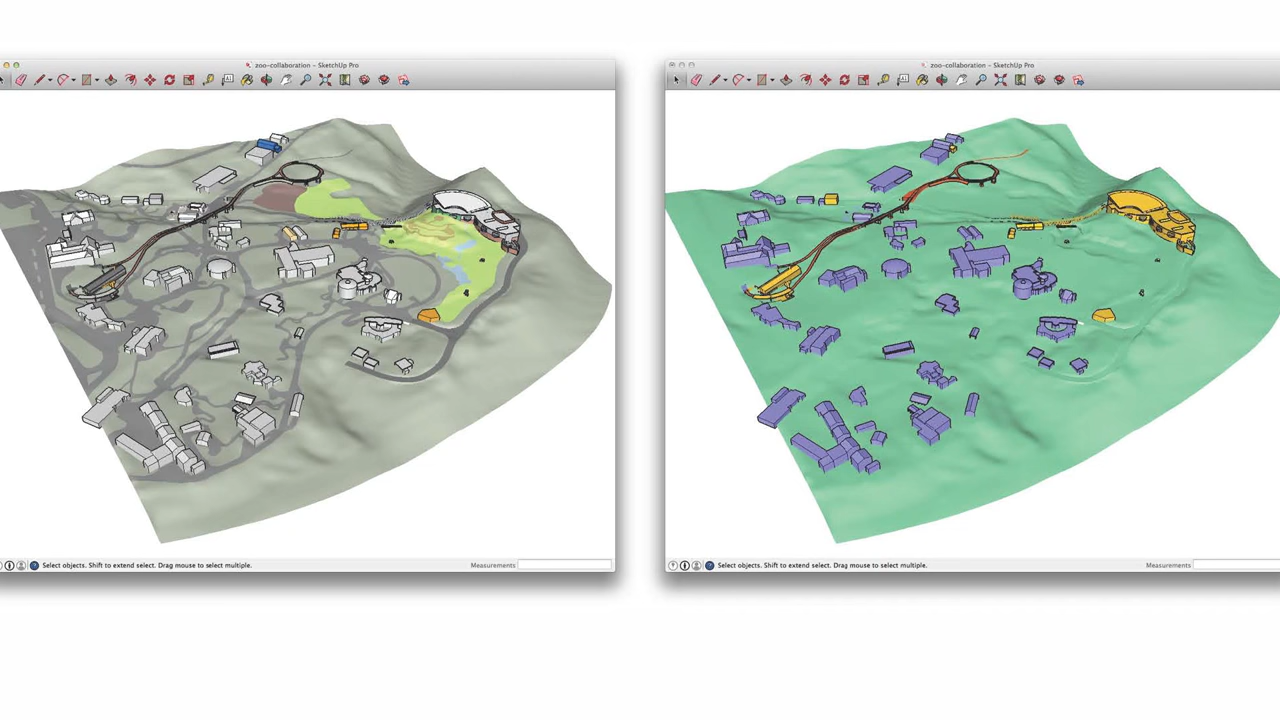 zoo-collaboration - SketchUp Pro
Select objects. Shift to extend select. Drag mouse to select multiple.
Measurements
zoo-collaboration - SketchUp Pro
Select objects. Shift to extend select. Drag mouse to select multiple.
Measurements